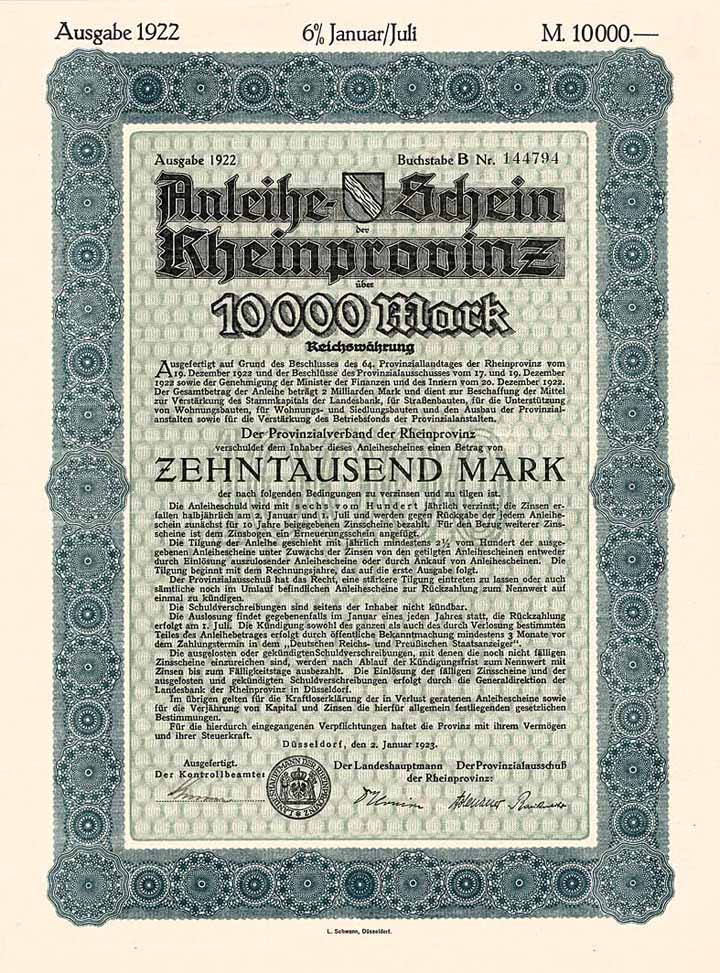 Ausgabe 1922 6% Januar/Juli M. 10000.—
Ausgabe 1922 Buchstabe B Nr. 144794
Anleihe-Schein
der
Rheinprovinz
über
10000 Mark
Reichswährung
Ausgefertigt auf Grund des Beschlusses des 64. Provinziallandtages der Rheinprovinz vom
19. Dezember 1922 und der Beschlüsse des Provinzialausschusses vom 17. und 19. Dezember
1922 sowie der Genehmigung der Minister der Finanzen und des Innern vom 20. Dezember 1922.
Der Gesamtbetrag der Anleihe beträgt 2 Milliarden Mark und dient zur Beschaffung der Mittel
zur Verstärkung des Stammkapitals der Landesbank, für Straßenbauten, für die Unterstützung
von Wohnungsbauten, für Wohnungs- und Siedlungsbauten und den Ausbau der Provinzial-
anstalten sowie für die Verstärkung des Betriebsfonds der Provinzialanstalten.
Der Provinzialverband der Rheinprovinz
verschuldet dem Inhaber dieses Anleihescheines einen Betrag von
ZEHNTAUSEND MARK
der nach folgenden Bedingungen zu verzinsen und zu tilgen ist.
Die Anleiheschuld wird mit sechs vom Hundert jährlich verzinst; die Zinsen er-
fallen halbjährlich am 2. Januar und 1. Juli und werden gegen Rückgabe der jedem Anleihe-
schein zunächst für 10 Jahre beigegebenen Zinsscheine bezahlt. Für den Bezug weiterer Zins-
scheine ist dem Zinsbogen ein Erneuerungsschein angefügt.
Die Tilgung der Anleihe geschieht mit jährlich mindestens 2½ vom Hundert der ausge-
gebenen Anleihescheine unter Zuwachs der Zinsen von den getilgten Anleihescheinen entweder
durch Einlösung auszulosender Anleihescheine oder durch Ankauf von Anleihescheinen. Die
Tilgung beginnt mit dem Rechnungsjahre, das auf die erste Ausgabe folgt.
Der Provinzialausschuß hat das Recht, eine stärkere Tilgung eintreten zu lassen oder auch
sämtliche noch im Umlauf befindlichen Anleihescheine zur Rückzahlung zum Nennwert auf
einmal zu kündigen.
Die Schuldverschreibungen sind seitens der Inhaber nicht kündbar.
Die Auslosung findet gegebenenfalls im Januar eines jeden Jahres statt, die Rückzahlung
erfolgt am 1. Juli. Die Kündigung sowohl des ganzen als auch des durch Verlosung bestimmten
Teiles des Anleihebetrages erfolgt durch öffentliche Bekanntmachung mindestens 3 Monate vor
dem Zahlungstermin in dem „Deutschen Reichs- und Preußischen Staatsanzeiger“.
Die ausgelosten oder gekündigten Schuldverschreibungen, mit denen die noch nicht fälligen
Zinsscheine einzureichen sind, werden nach Ablauf der Kündigungsfrist zum Nennwert mit
Zinsen bis zum Fälligkeitstage ausbezahlt. Die Einlösung der fälligen Zinsscheine und der
ausgelosten und gekündigten Schuldverschreibungen erfolgt durch die Generaldirektion der
Landesbank der Rheinprovinz in Düsseldorf.
Im übrigen gelten für die Kraftloserklärung der in Verlust geratenen Anleihescheine sowie
für die Verjährung von Kapital und Zinsen die hierfür allgemein festliegenden gesetzlichen
Bestimmungen.
Für die hierdurch eingegangenen Verpflichtungen haftet die Provinz mit ihrem Vermögen
und ihrer Steuerkraft.
Düsseldorf, den 2. Januar 1923.
Ausgefertigt. Der Landeshauptmann Der Provinzialausschuß
Der Kontrollbeamte: der Rheinprovinz:
LANDESHAUPTMANN DER RHEINPROVINZ
L. Schwann, Düsseldorf.